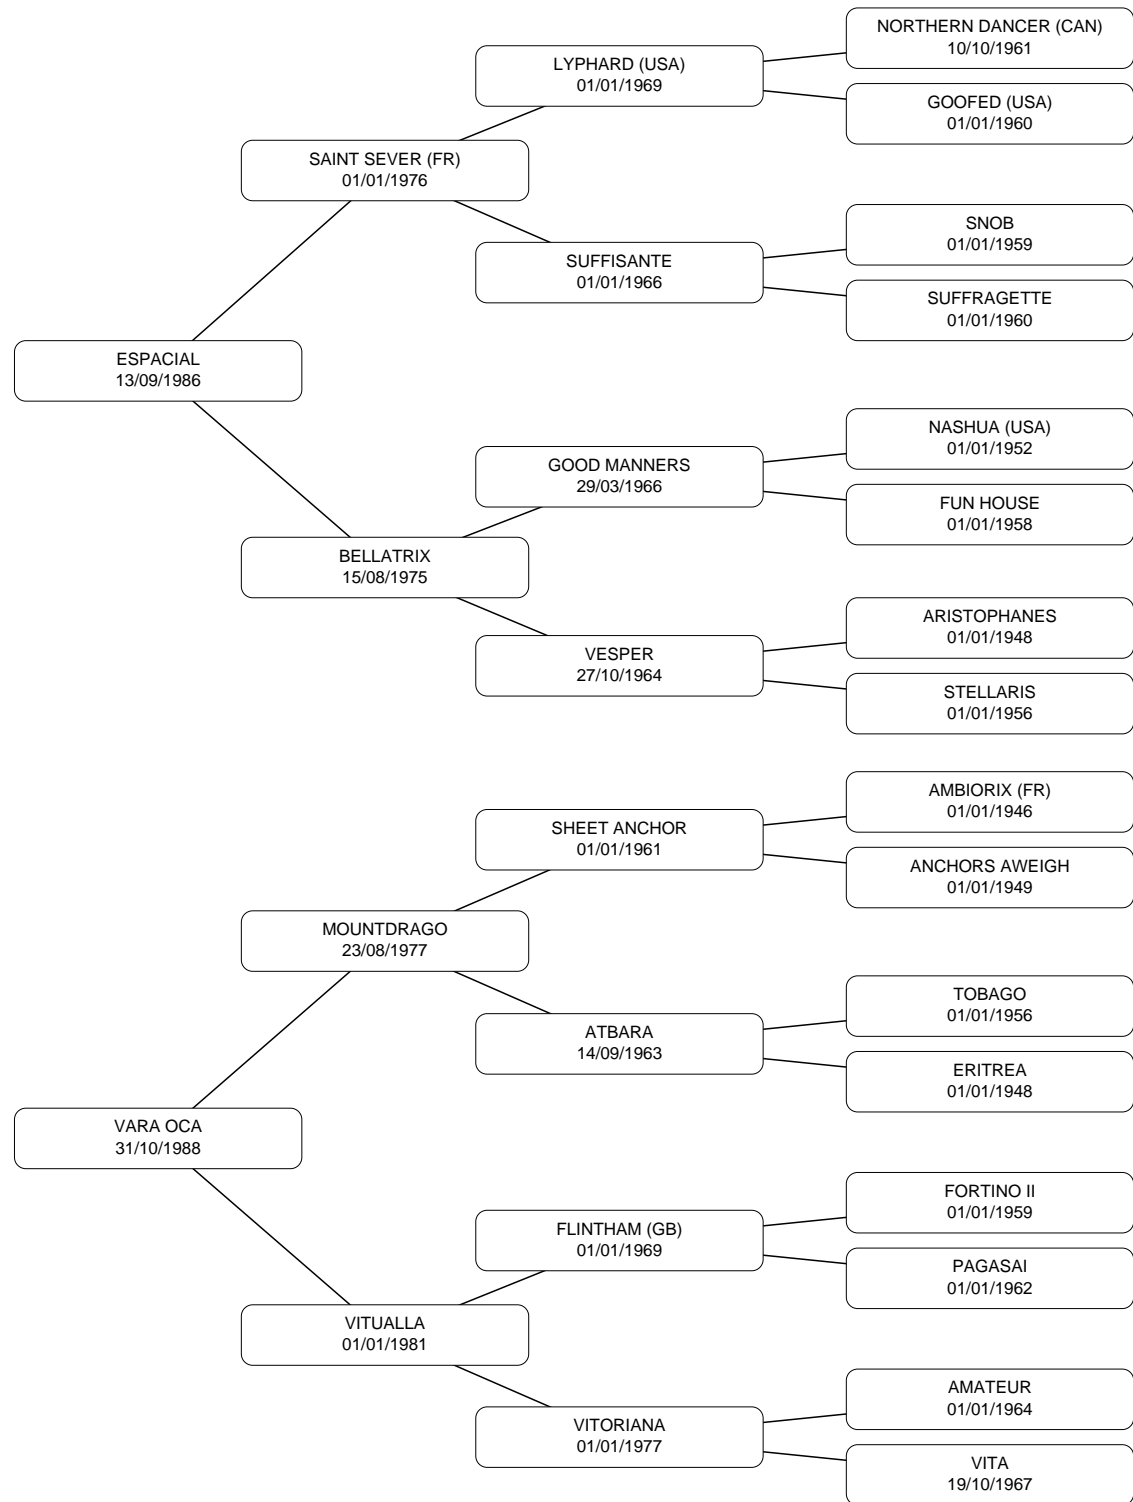 NORTHERN DANCER (CAN)
10/10/1961
LYPHARD (USA)
01/01/1969
GOOFED (USA)
01/01/1960
SAINT SEVER (FR)
01/01/1976
SNOB
01/01/1959
SUFFISANTE
01/01/1966
SUFFRAGETTE
01/01/1960
ESPACIAL
13/09/1986
NASHUA (USA)
01/01/1952
GOOD MANNERS
29/03/1966
FUN HOUSE
01/01/1958
BELLATRIX
15/08/1975
ARISTOPHANES
01/01/1948
VESPER
27/10/1964
STELLARIS
01/01/1956
AMBIORIX (FR)
01/01/1946
SHEET ANCHOR
01/01/1961
ANCHORS AWEIGH
01/01/1949
MOUNTDRAGO
23/08/1977
TOBAGO
01/01/1956
ATBARA
14/09/1963
ERITREA
01/01/1948
VARA OCA
31/10/1988
FORTINO II
01/01/1959
FLINTHAM (GB)
01/01/1969
PAGASAI
01/01/1962
VITUALLA
01/01/1981
AMATEUR
01/01/1964
VITORIANA
01/01/1977
VITA
19/10/1967